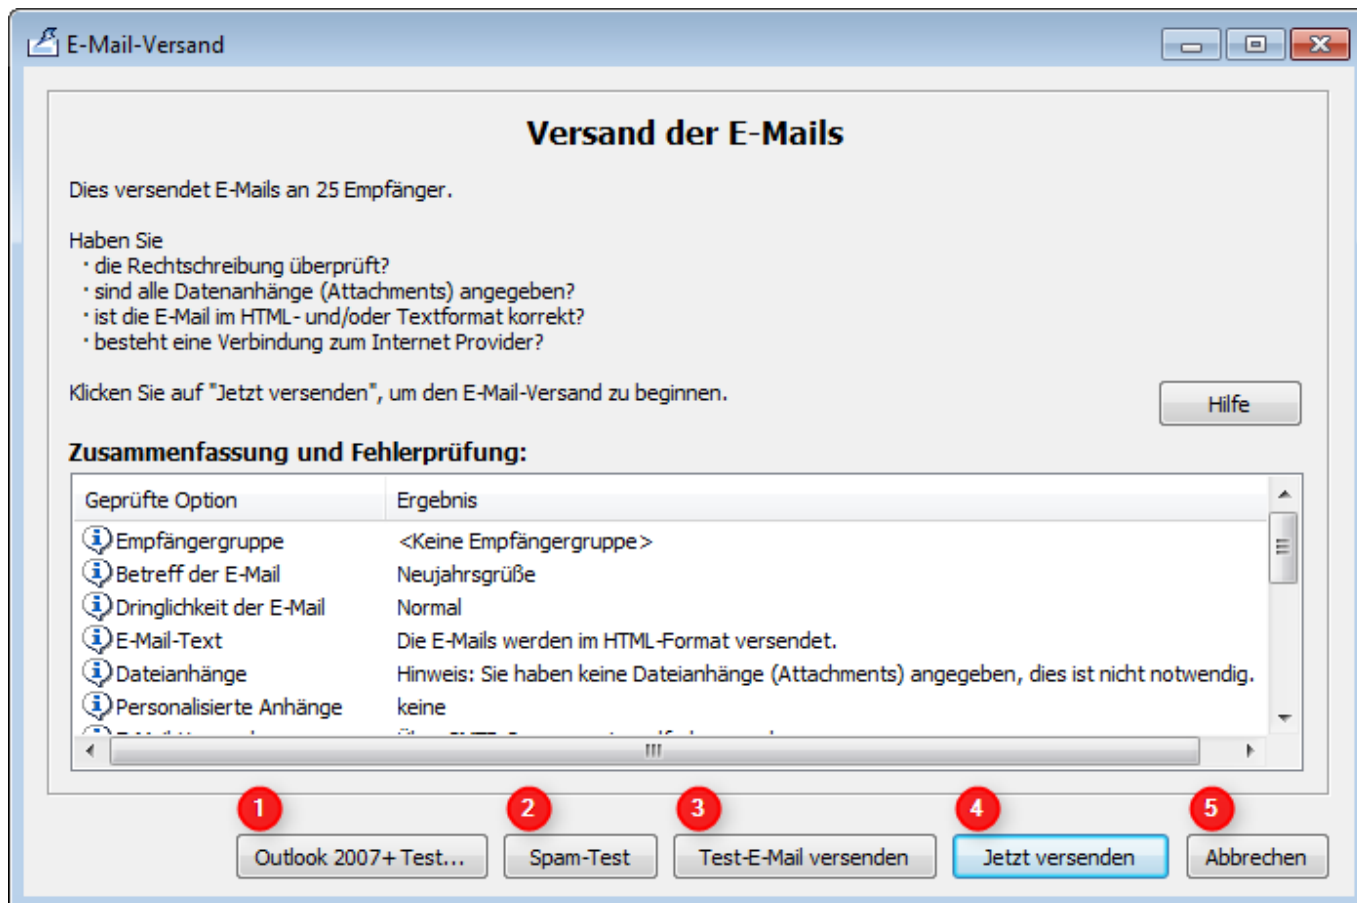 E-Mail-Versand
Versand der E-Mails
Dies versendet E-Mails an 25 Empfänger.
Haben Sie
· die Rechtschreibung überprüft?
· sind alle Datenanhänge (Attachments) angegeben?
· ist die E-Mail im HTML- und/oder Textformat korrekt?
· besteht eine Verbindung zum Internet Provider?
Klicken Sie auf "Jetzt versenden", um den E-Mail-Versand zu beginnen.
Hilfe
Zusammenfassung und Fehlerprüfung:
Geprüfte Option Ergebnis
Empfängergruppe <Keine Empfängergruppe>
Betreff der E-Mail Neujahrsgrüße
Dringlichkeit der E-Mail Normal
E-Mail-Text Die E-Mails werden im HTML-Format versendet.
Dateianhänge Hinweis: Sie haben keine Dateianhänge (Attachments) angegeben, dies ist nicht notwendig.
Personalisierte Anhänge keine
1 2 3 4 5
Outlook 2007+ Test... Spam-Test Test-E-Mail versenden Jetzt versenden Abbrechen